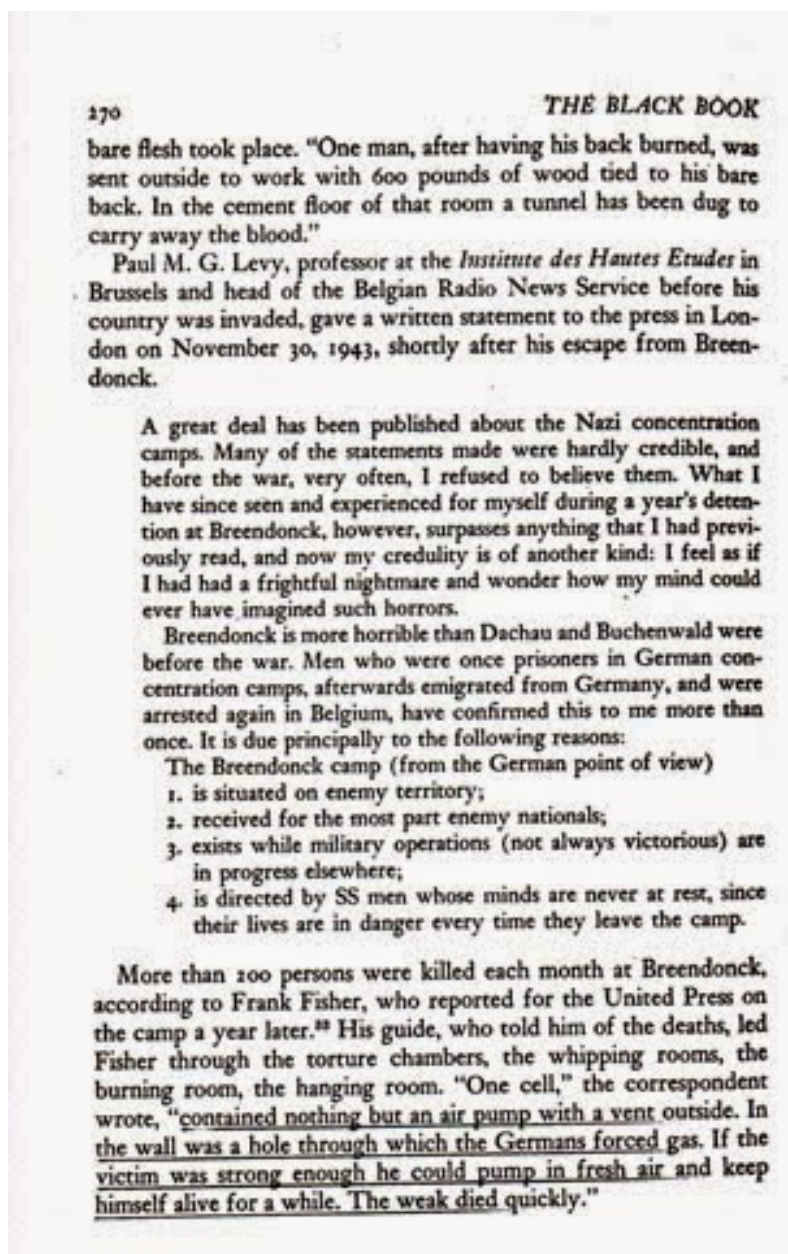 270 THE BLACK BOOK
bare flesh took place. "One man, after having his back burned, was
sent outside to work with 600 pounds of wood tied to his bare
back. In the cement floor of that room a tunnel has been dug to
carry away the blood."
Paul M. G. Levy, professor at the Institute des Hautes Etudes in
Brussels and head of the Belgian Radio News Service before his
country was invaded, gave a written statement to the press in Lon-
don on November 30, 1943, shortly after his escape from Breen-
donck.
A great deal has been published about the Nazi concentration
camps. Many of the statements made were hardly credible, and
before the war, very often, I refused to believe them. What I
have since seen and experienced for myself during a year's deten-
tion at Breendonck, however, surpasses anything that I had previ-
ously read, and now my credulity is of another kind: I feel as if
I had had a frightful nightmare and wonder how my mind could
ever have imagined such horrors.
Breendonck is more horrible than Dachau and Buchenwald were
before the war. Men who were once prisoners in German con-
centration camps, afterwards emigrated from Germany, and were
arrested again in Belgium, have confirmed this to me more than
once. It is due principally to the following reasons:
The Breendonck camp (from the German point of view)
1. is situated on enemy territory;
2. received for the most part enemy nationals;
3. exists while military operations (not always victorious) are
in progress elsewhere;
4. is directed by SS men whose minds are never at rest, since
their lives are in danger every time they leave the camp.
More than 100 persons were killed each month at Breendonck,
according to Frank Fisher, who reported for the United Press on
the camp a year later. His guide, who told him of the deaths, led
Fisher through the torture chambers, the whipping rooms, the
burning room, the hanging room. "One cell," the correspondent
wrote, "contained nothing but an air pump with a vent outside. In
the wall was a hole through which the Germans forced gas. If the
victim was strong enough he could pump in fresh air and keep
himself alive for a while. The weak died quickly."